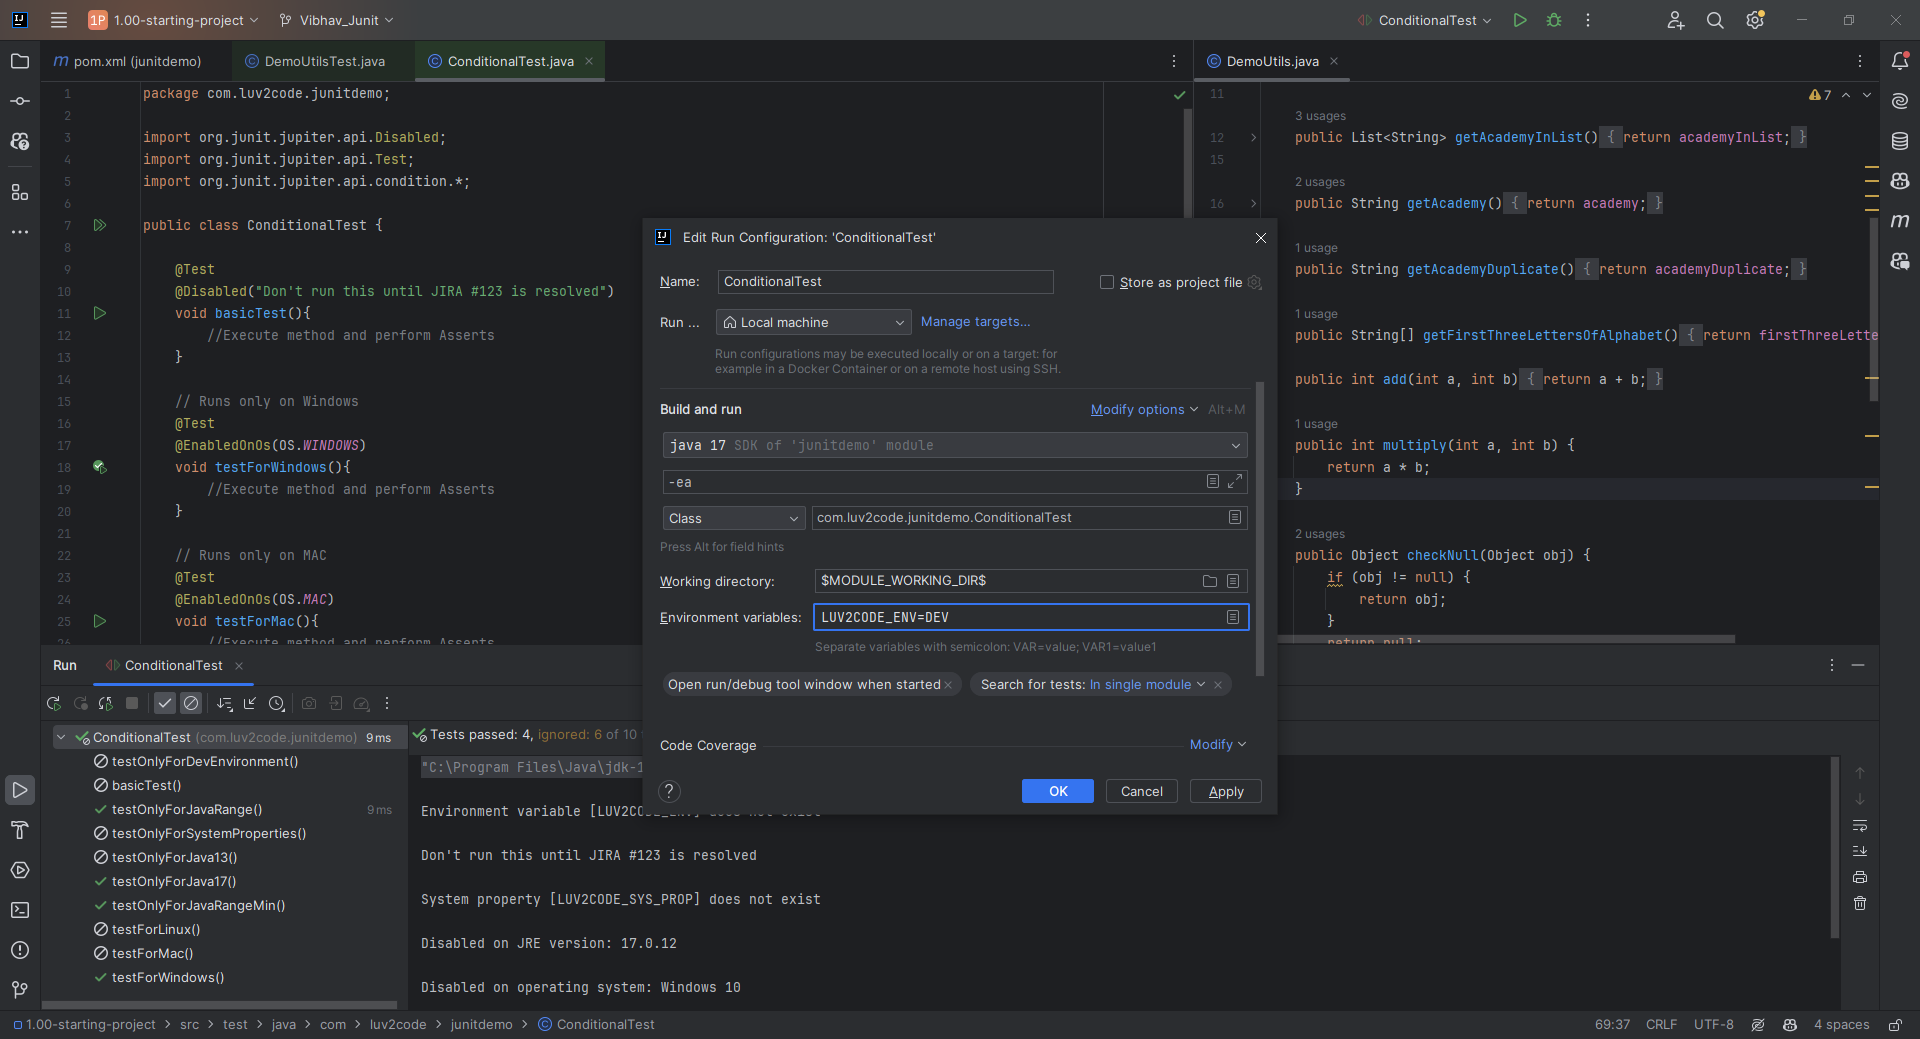 1P 1.00-starting-project
Vibhav_Junit
ConditionalTest
m pom.xml (junitdemo)
DemoUtilsTest.java
ConditionalTest.java
DemoUtils.java
1 package com.luv2code.junitdemo;
2
3 import org.junit.jupiter.api.Disabled;
4 import org.junit.jupiter.api.Test;
5 import org.junit.jupiter.api.condition.*;
6
7 public class ConditionalTest {
8
9 @Test
10 @Disabled("Don't run this until JIRA #123 is resolved")
11 void basicTest(){
12 //Execute method and perform Asserts
13 }
14
15 // Runs only on Windows
16 @Test
17 @EnabledOnOs(OS.WINDOWS)
18 void testForWindows(){
19 //Execute method and perform Asserts
20 }
21
22 // Runs only on MAC
23 @Test
24 @EnabledOnOs(OS.MAC)
25 void testForMac(){
26 //Execute method and perform Asserts
7
11
3 usages
12 public List<String> getAcademyInList() { return academyInList; }
15
2 usages
16 public String getAcademy() { return academy; }
1 usage
public String getAcademyDuplicate() { return academyDuplicate; }
1 usage
public String[] getFirstThreeLettersOfAlphabet() { return firstThreeLette
public int add(int a, int b) { return a + b; }
1 usage
public int multiply(int a, int b) {
return a * b;
}
2 usages
public Object checkNull(Object obj) {
if (obj != null) {
return obj;
}
return null;
Edit Run Configuration: 'ConditionalTest'
Name: ConditionalTest
Store as project file
Run ... Local machine Manage targets...
Run configurations may be executed locally or on a target: for
example in a Docker Container or on a remote host using SSH.
Build and run
Modify options Alt+M
java 17 SDK of 'junitdemo' module
-ea
Class com.luv2code.junitdemo.ConditionalTest
Press Alt for field hints
Working directory: $MODULE_WORKING_DIR$
Environment variables: LUV2CODE_ENV=DEV
Separate variables with semicolon: VAR=value; VAR1=value1
Open run/debug tool window when started
Search for tests: In single module
Code Coverage
Modify
? OK Cancel Apply
Run ConditionalTest
ConditionalTest (com.luv2code.junitdemo) 9 ms
testOnlyForDevEnvironment()
basicTest()
testOnlyForJavaRange() 9 ms
testOnlyForSystemProperties()
testOnlyForJava13()
testOnlyForJava17()
testOnlyForJavaRangeMin()
testForLinux()
testForMac()
testForWindows()
Tests passed: 4, ignored: 6 of 10
"C:\Program Files\Java\jdk-1
Environment variable [LUV2CODE_ENV] does not exist
Don't run this until JIRA #123 is resolved
System property [LUV2CODE_SYS_PROP] does not exist
Disabled on JRE version: 17.0.12
Disabled on operating system: Windows 10
1.00-starting-project > src > test > java > com > luv2code > junitdemo > ConditionalTest
69:37 CRLF UTF-8 4 spaces